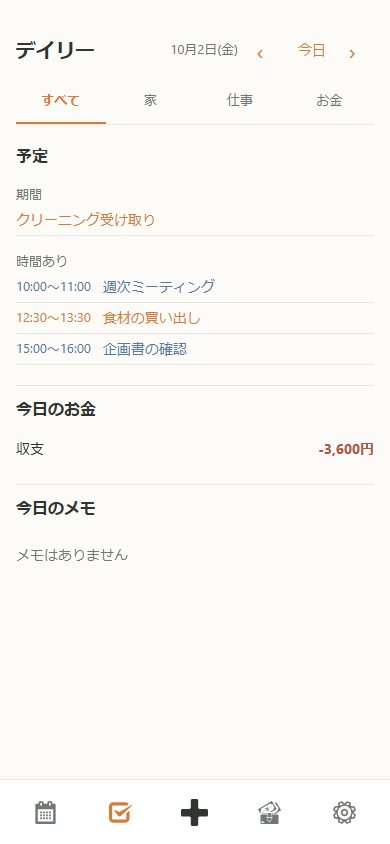 デイリー 10月2日(金) ‹ 今日 ›
すべて 家 仕事 お金
予定
期間
クリーニング受け取り
時間あり
10:00～11:00 週次ミーティング
12:30～13:30 食材の買い出し
15:00～16:00 企画書の確認
今日のお金
収支 -3,600円
今日のメモ
メモはありません